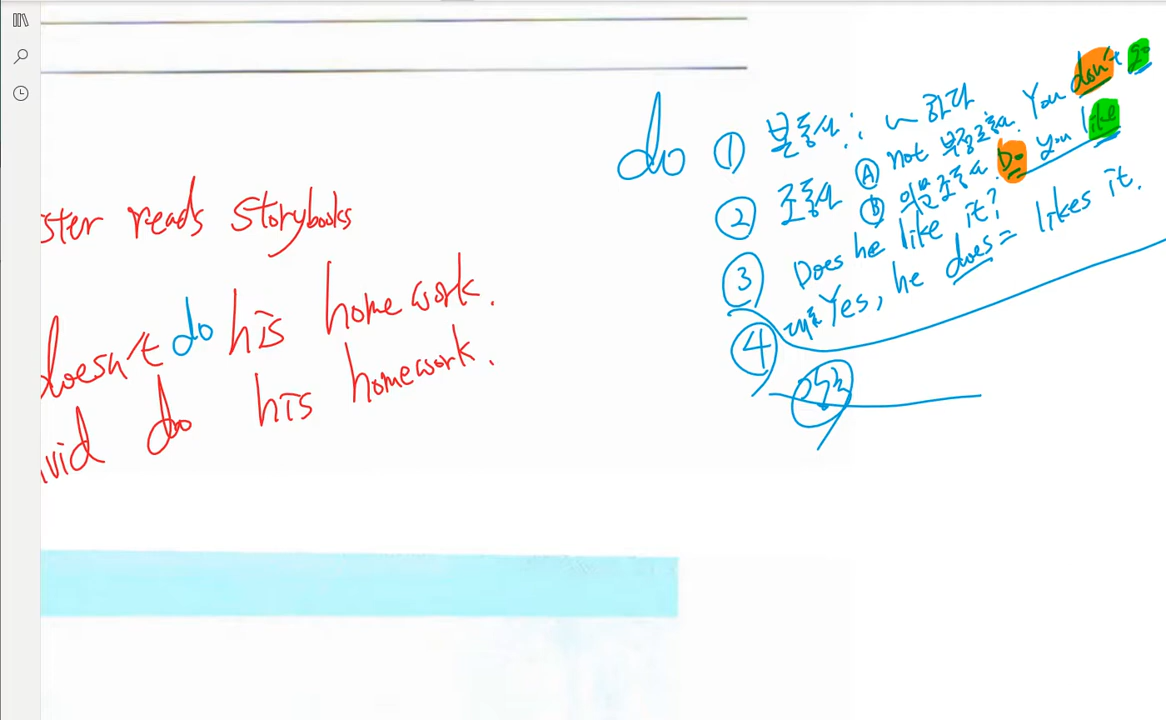 ster reads storybooks
doesn't do his homework.
vid do his homework.
do ① 본동사: ~하다
② 조동사 Ⓐ not 부정조동사. You don't go
Ⓑ 의문조동사. Do you like
③ Does he like it?
대동 Yes, he does = likes it.
④